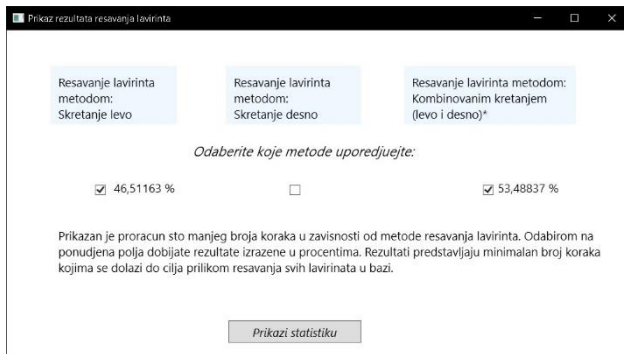 Prikaz rezultata resavanja lavirinta
Resavanje lavirinta
metodom:
Skretanje levo
Resavanje lavirinta
metodom:
Skretanje desno
Resavanje lavirinta metodom:
Kombinovanim kretanjem
(levo i desno)*
Odaberite koje metode uporedjuejte:
46,51163 %
53,48837 %
Prikazan je proracun sto manjeg broja koraka u zavisnosti od metode resavanja lavirinta. Odabirom na
ponudjena polja dobijate rezultate izrazene u procentima. Rezultati predstavljaju minimalan broj koraka
kojima se dolazi do cilja prilikom resavanja svih lavirinata u bazi.
Prikazi statistiku